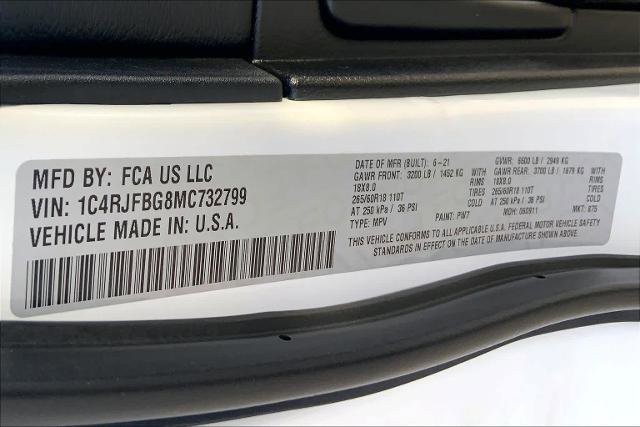 MFD BY: FCA US LLC
VIN: 1C4RJFBG8MC732799
VEHICLE MADE IN: U.S.A.
DATE OF MFR (BUILT): 6-21 GVWR: 6500 LB / 2949 KG
GAWR FRONT: 3200 LB / 1452 KG WITH GAWR REAR: 3700 LB / 1679 KG WITH
18X8.0 RIMS 18X8.0 RIMS
265/60R18 110T TIRES 265/60R18 110T TIRES
AT 250 kPa / 36 PSI COLD AT 250 kPa / 36 PSI COLD
TYPE: MPV PAINT: PW7 MDH: 060911 MKT: 875
THIS VEHICLE CONFORMS TO ALL APPLICABLE U.S.A. FEDERAL MOTOR VEHICLE SAFETY
STANDARDS IN EFFECT ON THE DATE OF MANUFACTURE SHOWN ABOVE.